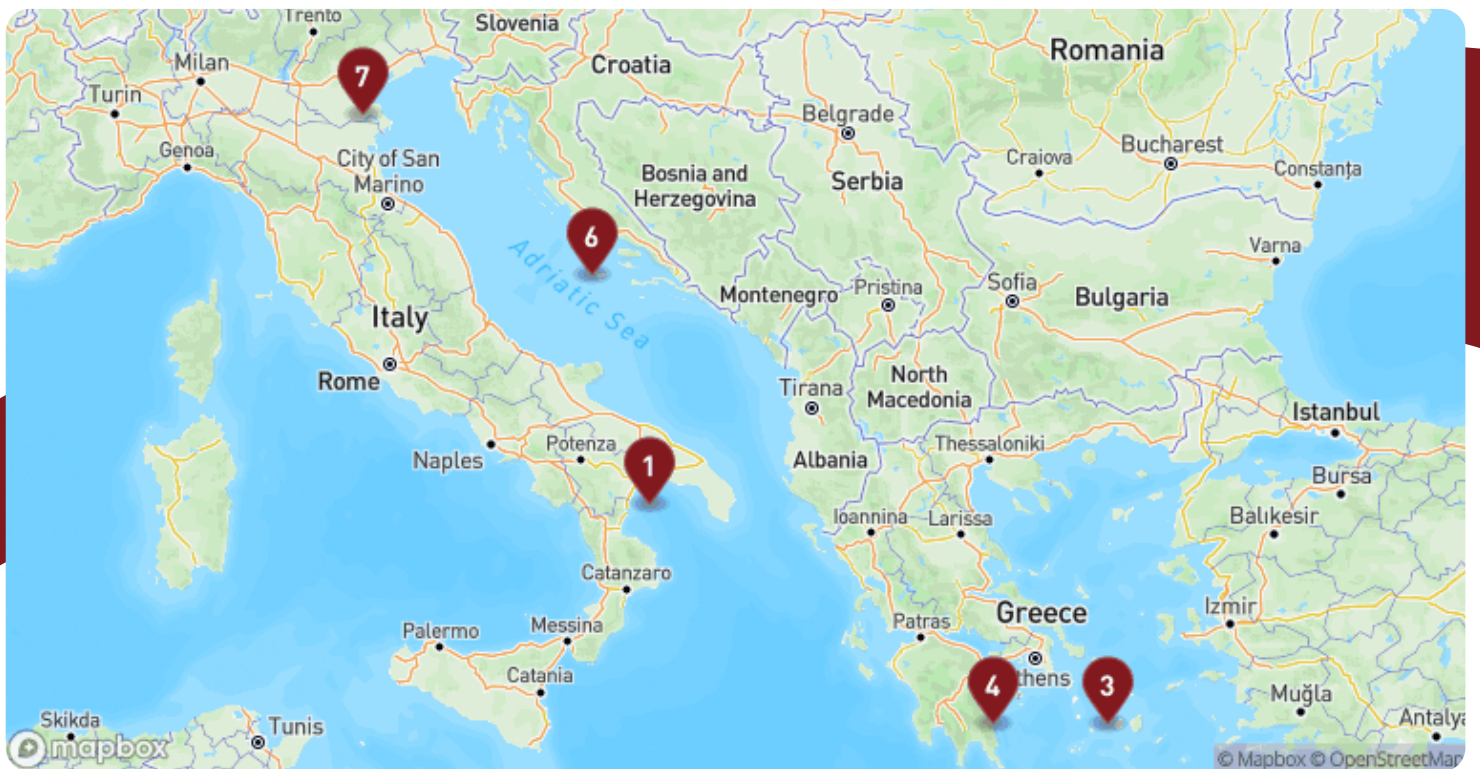 Trento
Slovenia
Romania
Milan
7
Croatia
Turin
Belgrade
Genoa
City of San
Marino
Bosnia and
Herzegovina
Serbia
Craiova
Bucharest
Constanţa
6
Adriatic Sea
Varna
Montenegro
Pristina
Sofia
Bulgaria
Italy
Rome
Tirana
North
Macedonia
Istanbul
Naples
Potenza
1
Albania
Thessaloniki
Bursa
Ioannina
Larissa
Balıkesir
Catanzaro
Palermo
Messina
Patras
Greece
Izmir
Catania
4
thens
3
Muğla
Skikda
Tunis
Antalya
mapbox
© Mapbox © OpenStreetMap